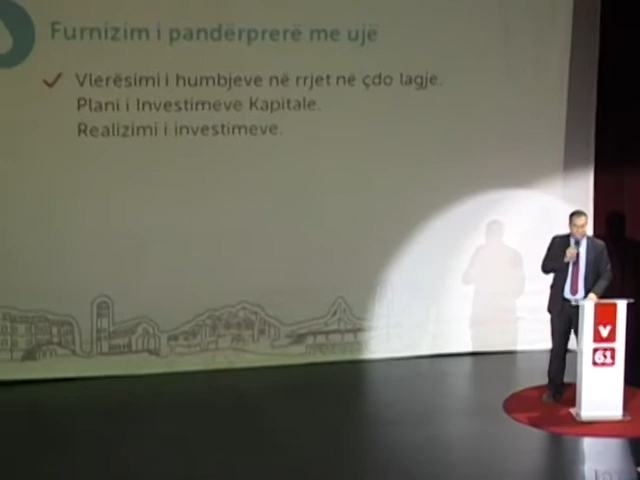 Furnizim i pandërprerë me ujë
Vlerësimi i humbjeve në rrjet në çdo lagje.
Plani i Investimeve Kapitale.
Realizimi i investimeve.
V
61